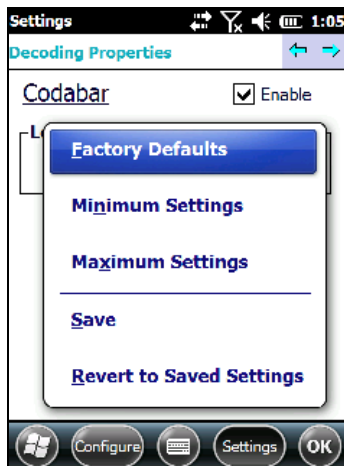 Settings 1:05
Decoding Properties
Codabar Enable
Factory Defaults
Minimum Settings
Maximum Settings
Save
Revert to Saved Settings
Configure Settings OK